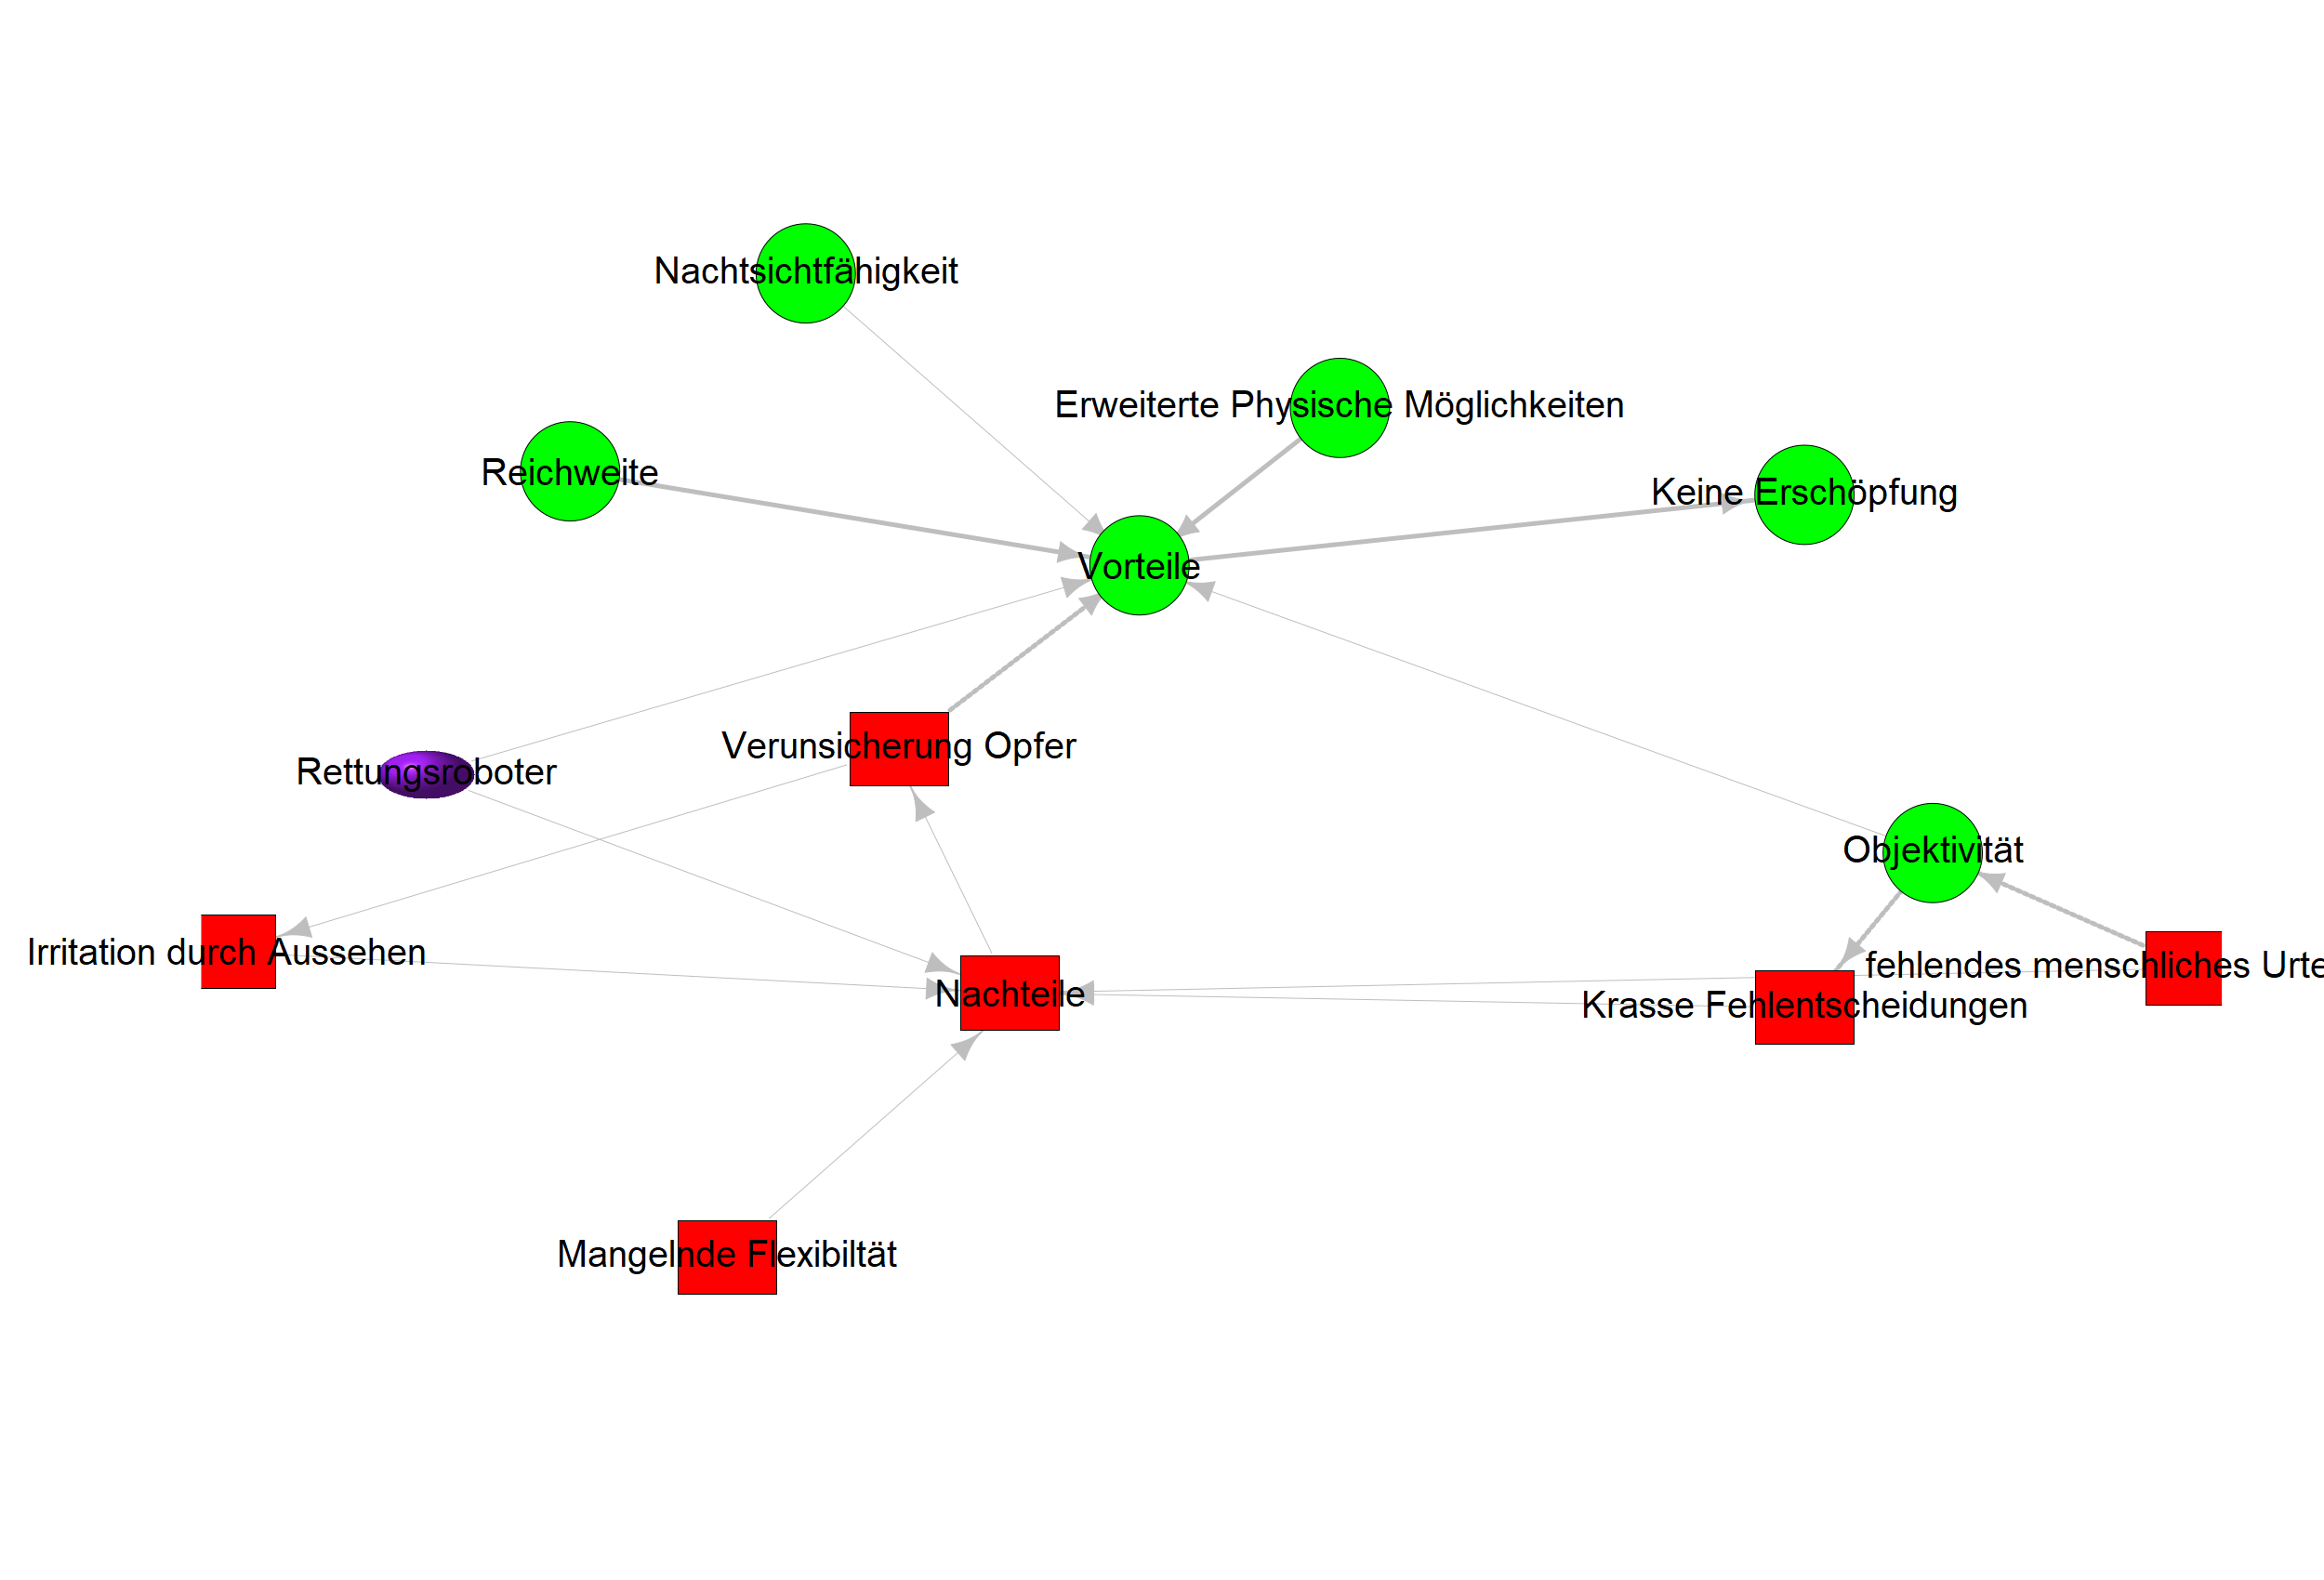 Nachtsichtfähigkeit
Erweiterte Physische Möglichkeiten
Reichweite
Keine Erschöpfung
Vorteile
Verunsicherung Opfer
Rettungsroboter
Objektivität
Irritation durch Aussehen
fehlendes menschliches Urte
Nachteile
Krasse Fehlentscheidungen
Mangelnde Flexibiltät